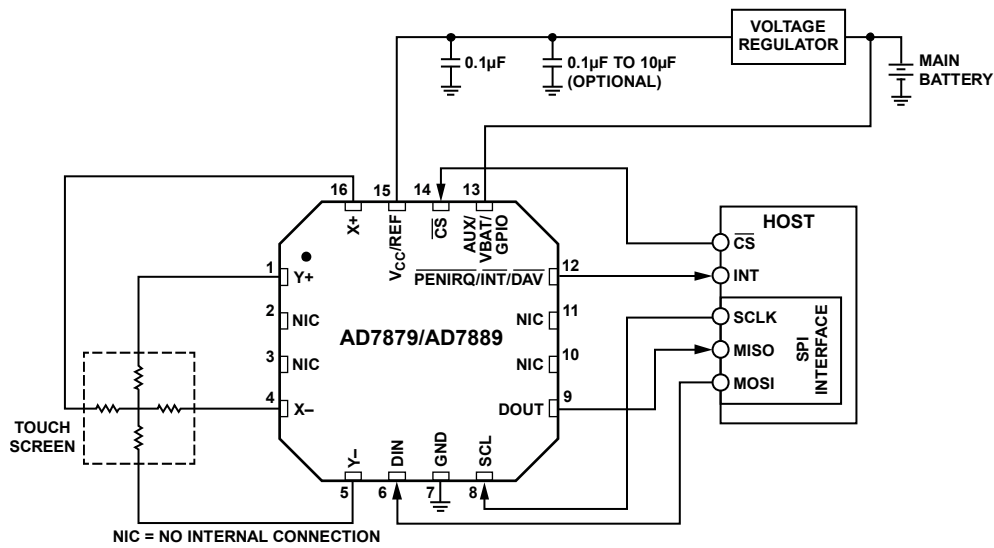 VOLTAGE
REGULATOR
0.1µF
0.1µF TO 10µF
(OPTIONAL)
MAIN
BATTERY
16
15
14
13
X+
VCC/REF
CS
AUX/
VBAT/
GPIO
HOST
CS
INT
SCLK
MISO
MOSI
SPI
INTERFACE
1
Y+
2
NIC
3
NIC
4
X–
AD7879/AD7889
PENIRQ/INT/DAV
12
NIC
11
NIC
10
DOUT
9
TOUCH
SCREEN
Y–
DIN
GND
SCL
5
6
7
8
NIC = NO INTERNAL CONNECTION